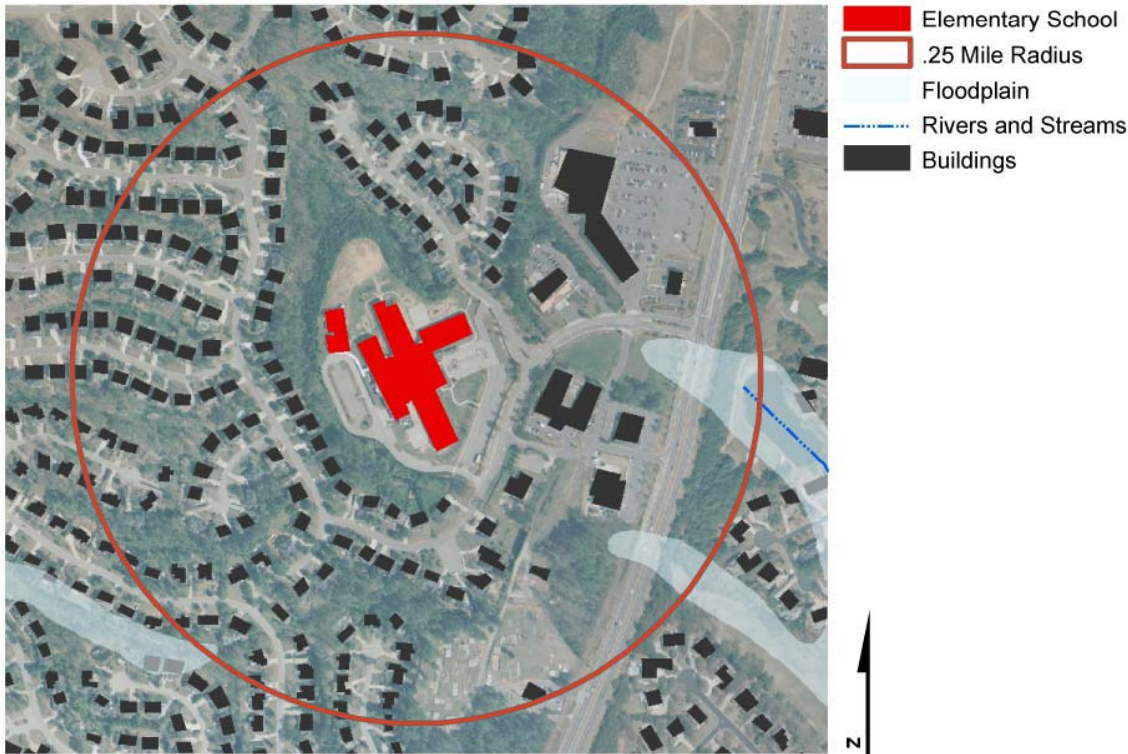 Elementary School
.25 Mile Radius
Floodplain
Rivers and Streams
Buildings
N